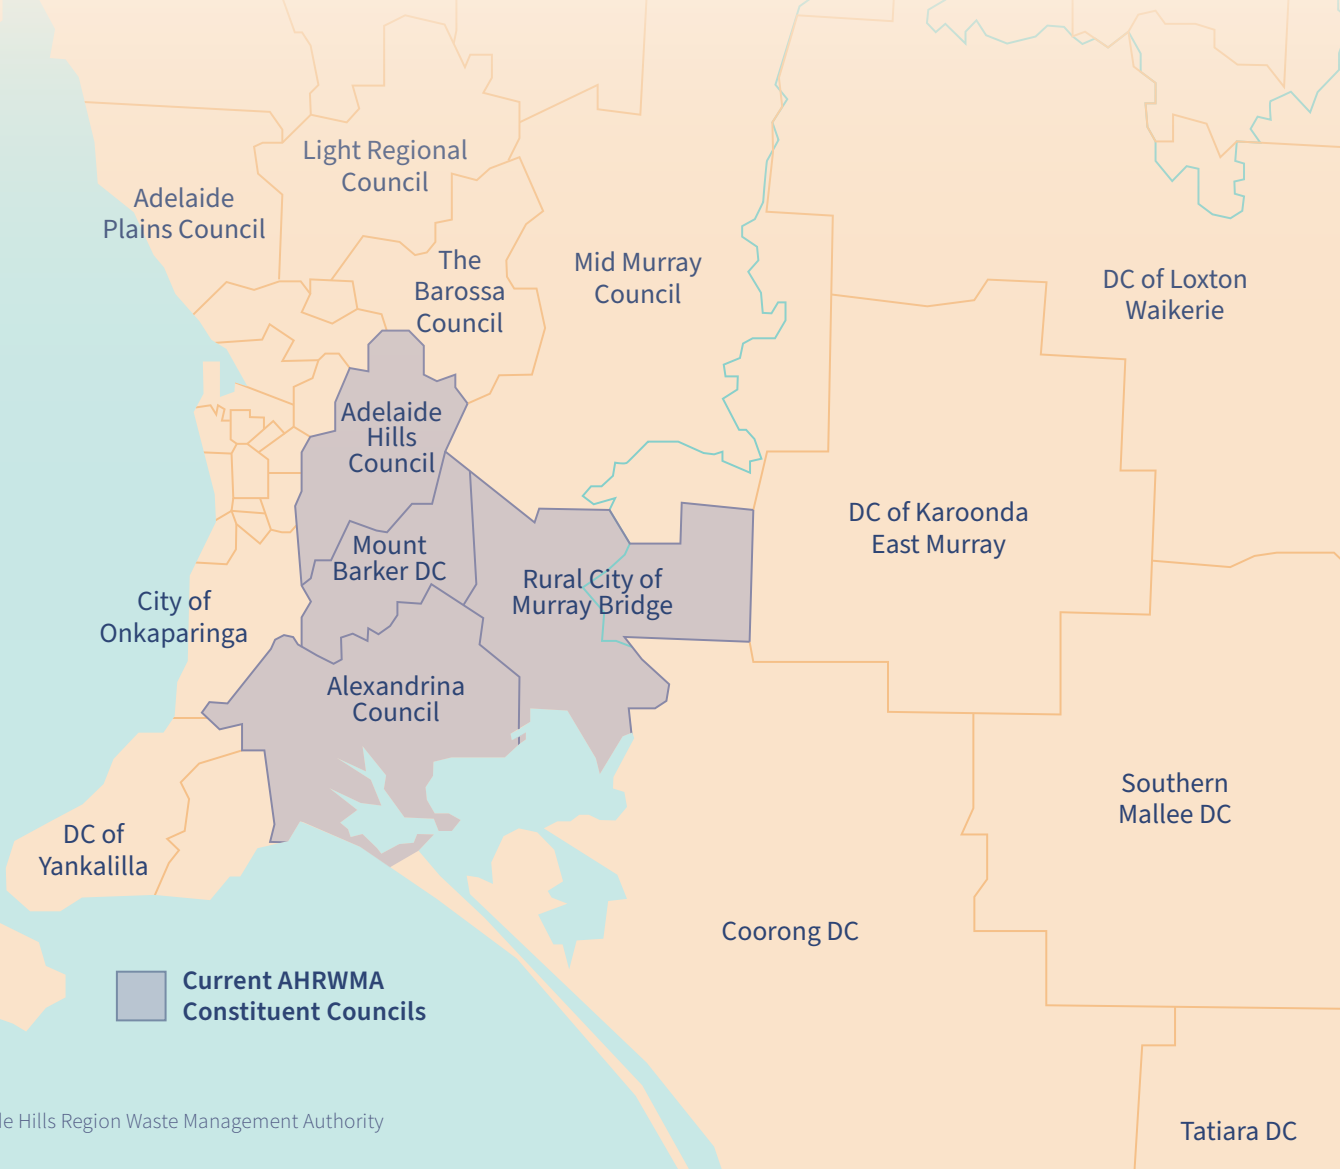 Light Regional
Council
Adelaide
Plains Council
The
Barossa
Council
Mid Murray
Council
DC of Loxton
Waikerie
Adelaide
Hills
Council
DC of Karoonda
East Murray
Mount
Barker DC
Rural City of
Murray Bridge
City of
Onkaparinga
Alexandrina
Council
Southern
Mallee DC
DC of
Yankalilla
Coorong DC
Current AHRWMA
Constituent Councils
Hills Region Waste Management Authority
Tatiara DC